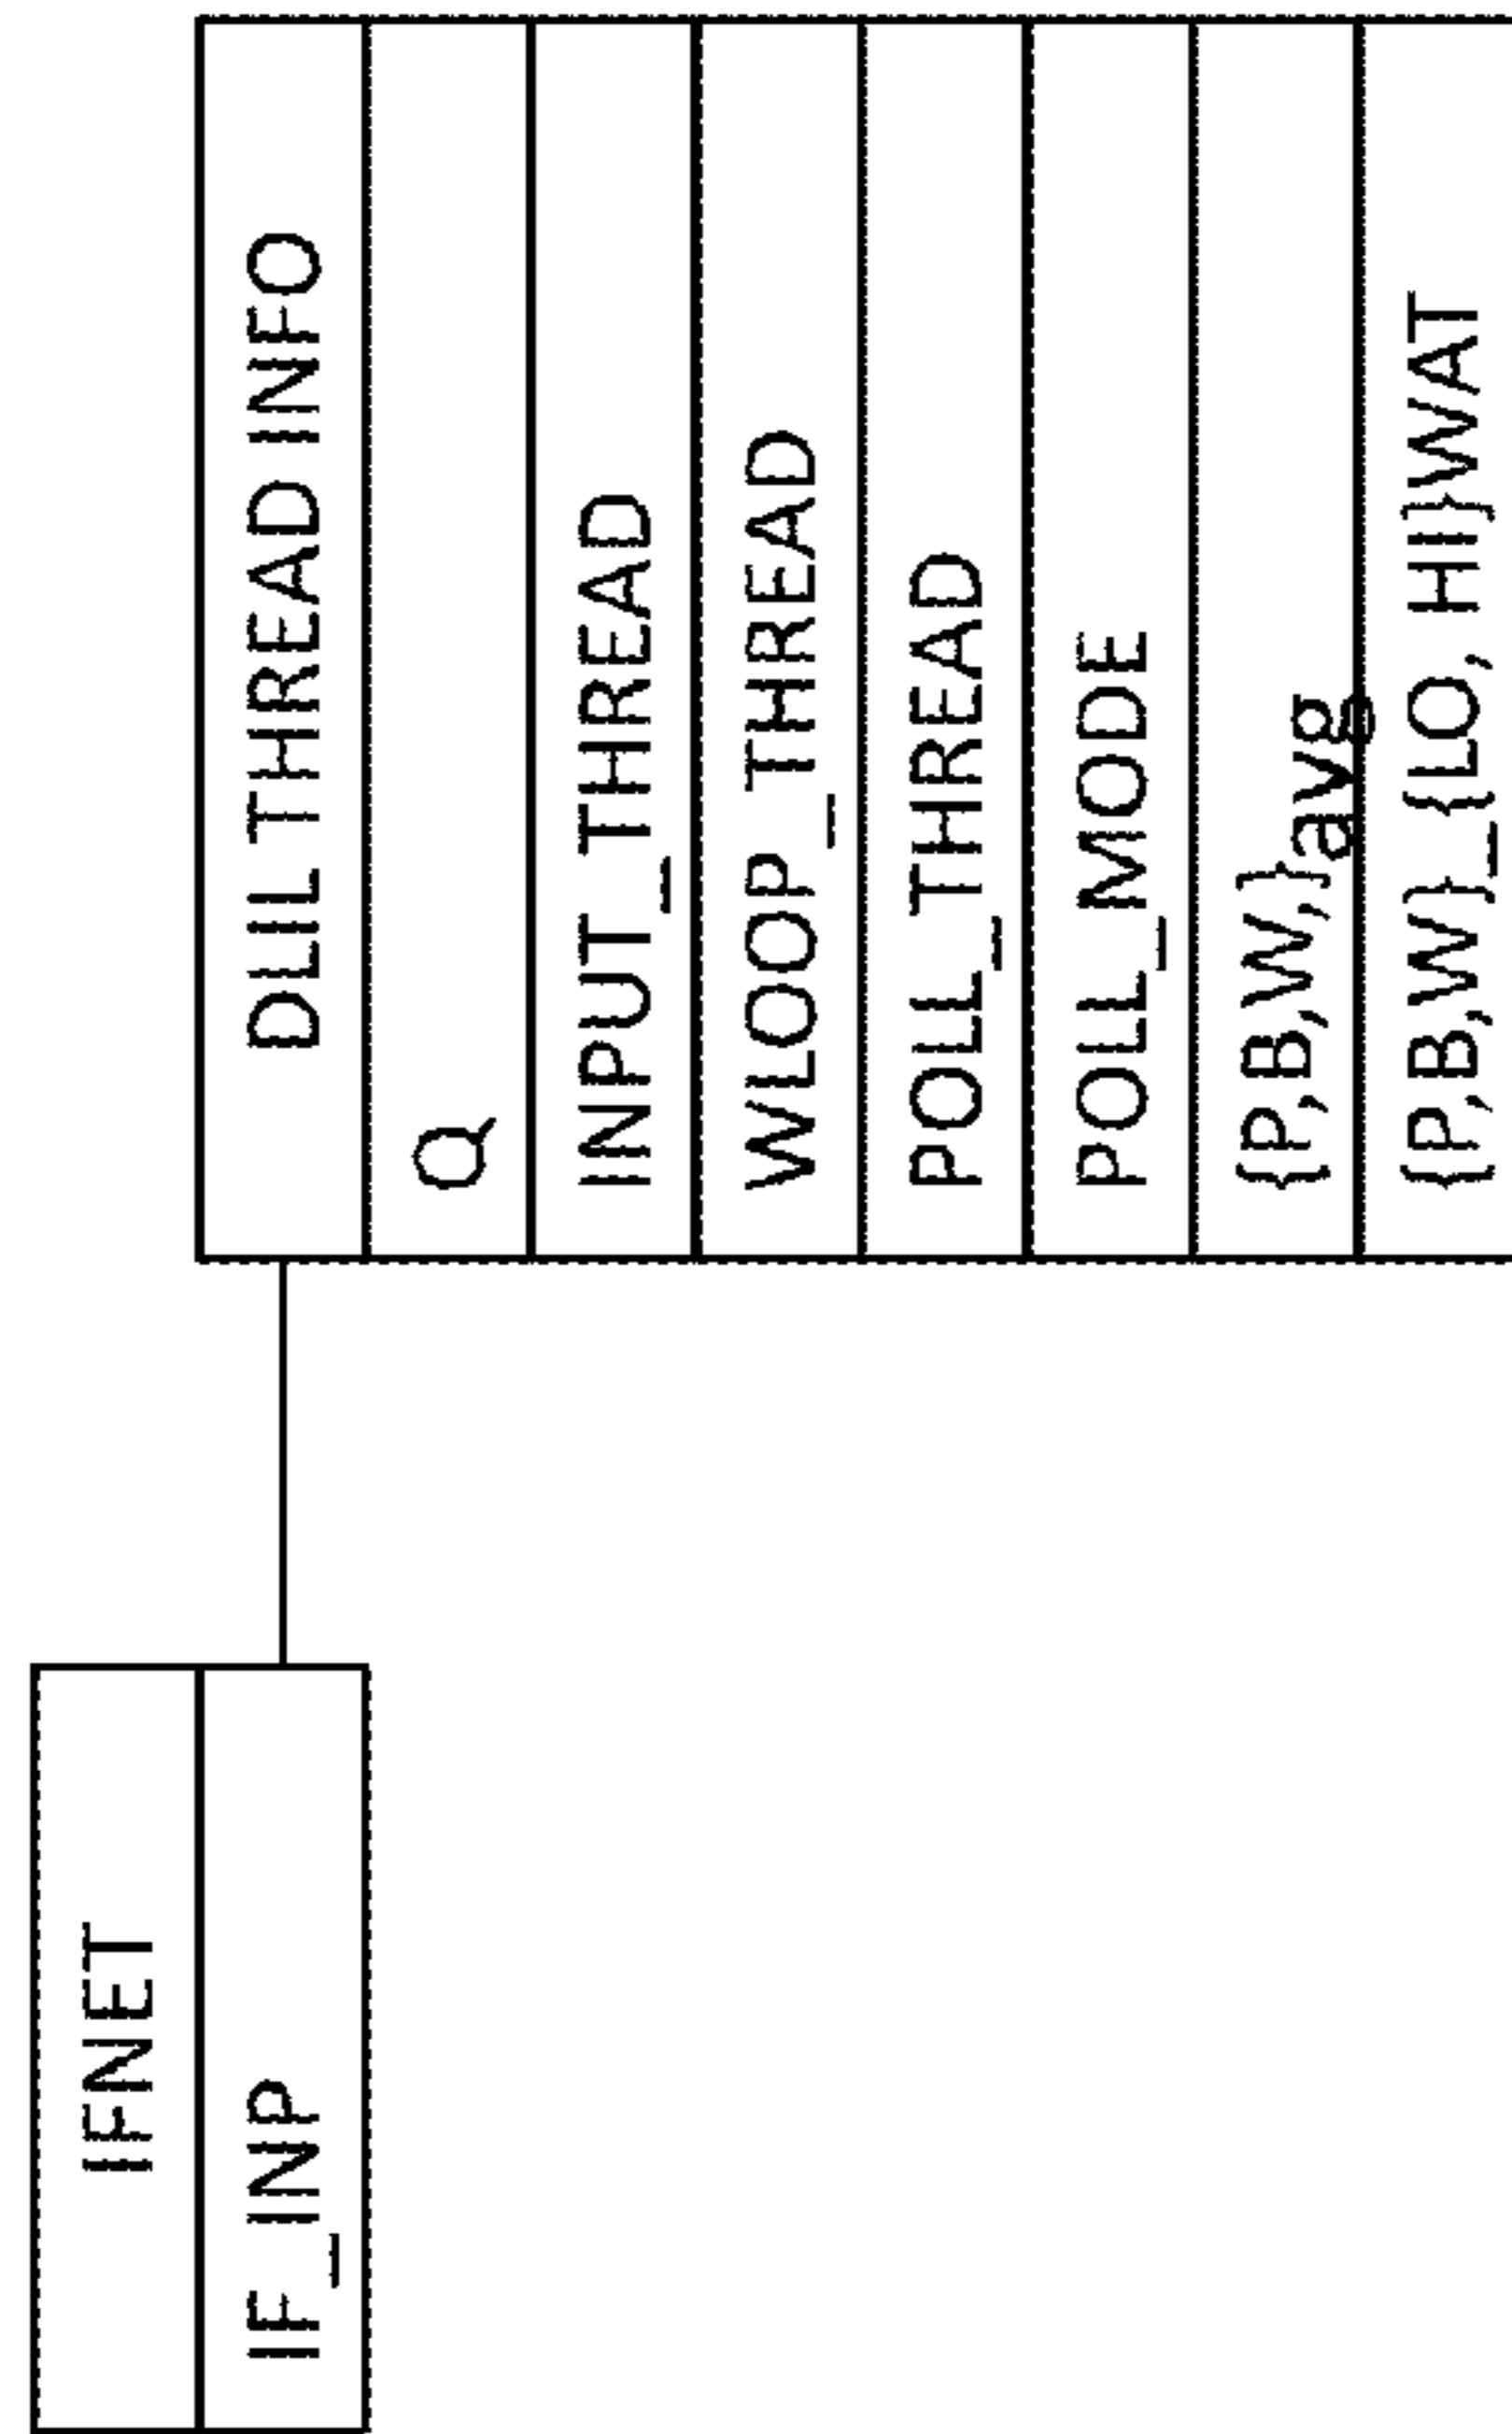 IFNET
IF_INP
DLIL THREAD INFO
Q
INPUT_THREAD
WLOOP_THREAD
POLL_THREAD
POLL_MODE
{P,B,W,}avg
{P,B,W}_{LO, HI}WAT